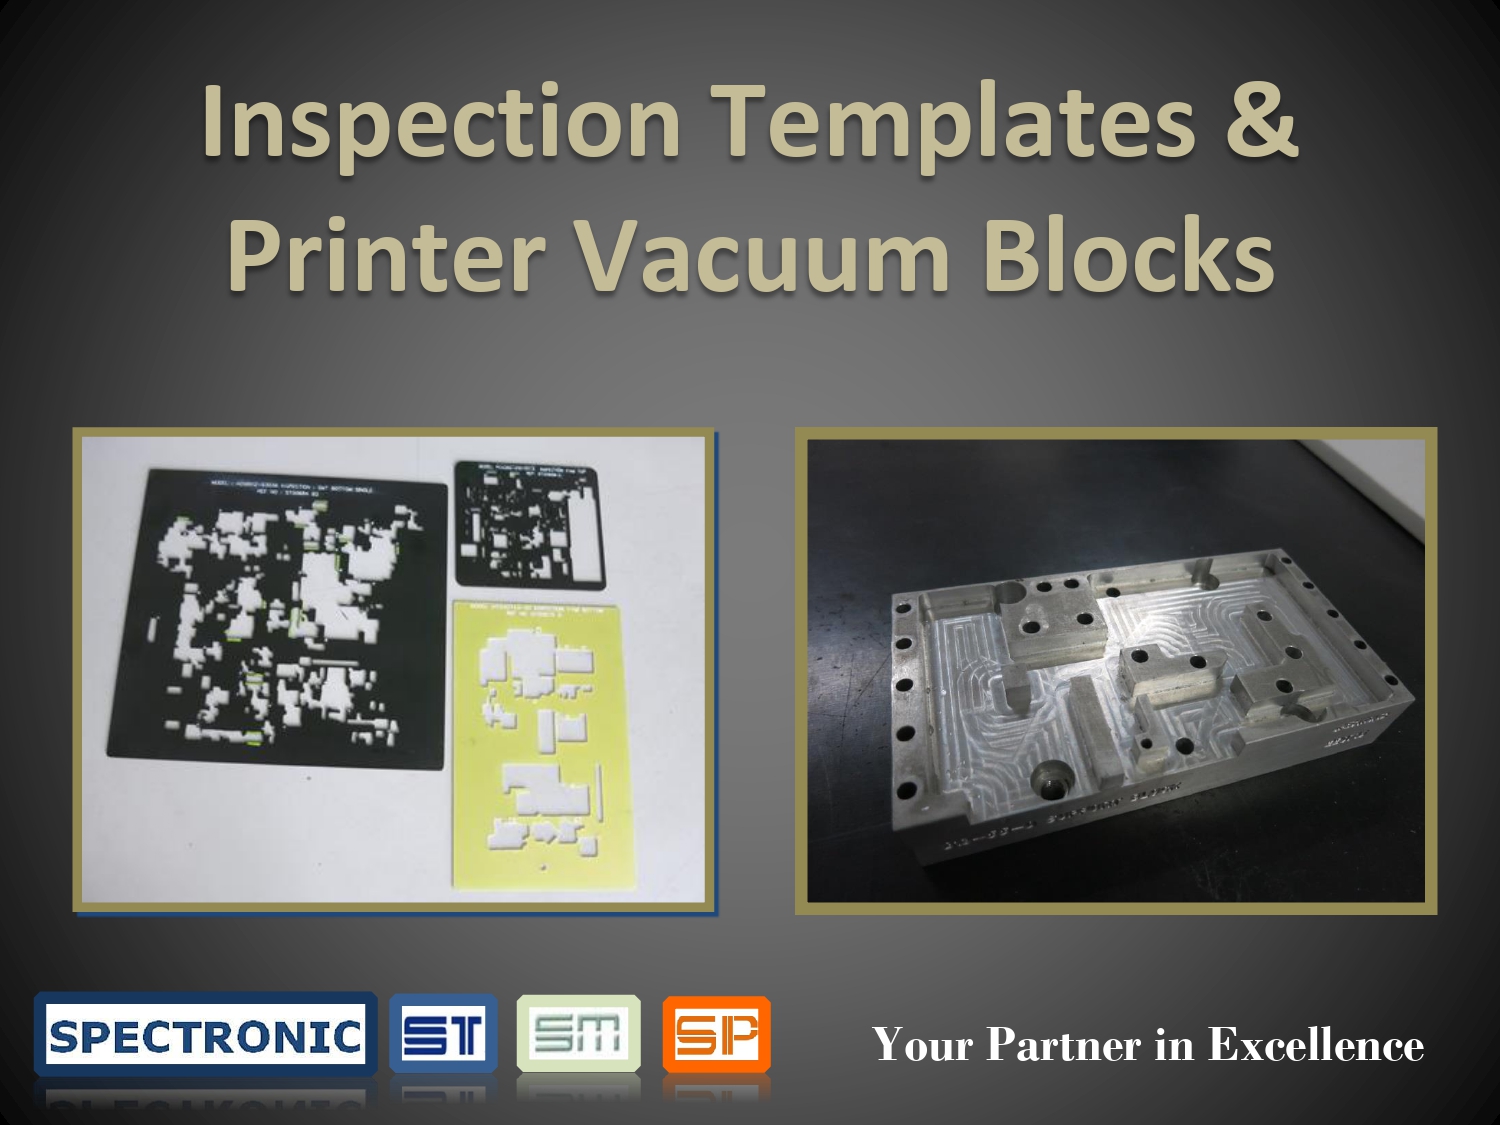 Inspection Templates &
Printer Vacuum Blocks
SPECTRONIC
ST
SM
SP
Your Partner in Excellence